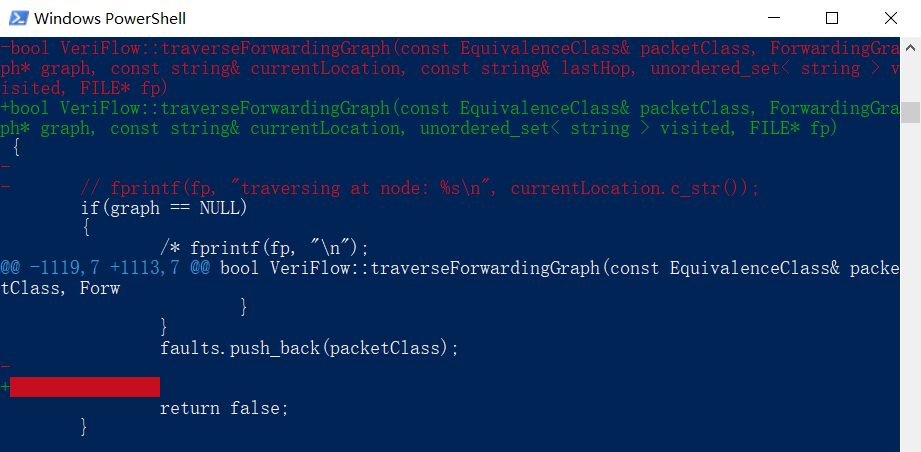 Windows PowerShell
-bool VeriFlow::traverseForwardingGraph(const EquivalenceClass& packetClass, ForwardingGra
ph* graph, const string& currentLocation, const string& lastHop, unordered_set< string > v
isited, FILE* fp)
+bool VeriFlow::traverseForwardingGraph(const EquivalenceClass& packetClass, ForwardingGra
ph* graph, const string& currentLocation, unordered_set< string > visited, FILE* fp)
 {
-
-       // fprintf(fp, "traversing at node: %s\n", currentLocation.c_str());
        if(graph == NULL)
        {
                /* fprintf(fp, "\n");
@@ -1119,7 +1113,7 @@ bool VeriFlow::traverseForwardingGraph(const EquivalenceClass& packe
tClass, Forw
                        }
                }
                faults.push_back(packetClass);
-
+
                return false;
        }